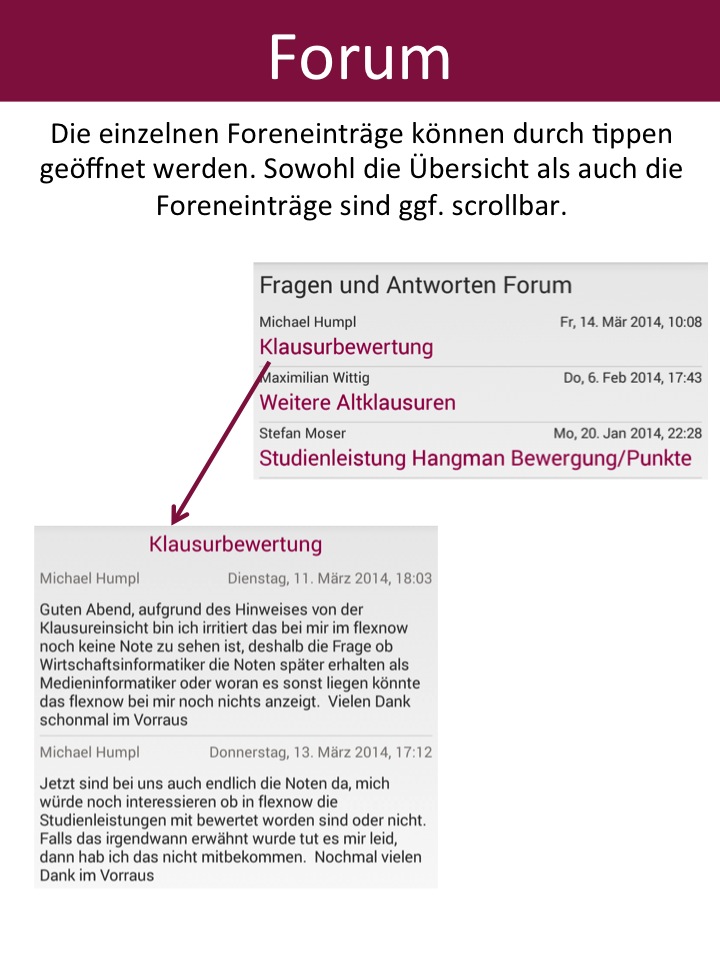 Forum
Die einzelnen Foreneinträge können durch tippen
geöffnet werden. Sowohl die Übersicht als auch die
Foreneinträge sind ggf. scrollbar.
Fragen und Antworten Forum
Michael Humpl Fr, 14. Mär 2014, 10:08
Klausurbewertung
Maximilian Wittig Do, 6. Feb 2014, 17:43
Weitere Altklausuren
Stefan Moser Mo, 20. Jan 2014, 22:28
Studienleistung Hangman Bewergung/Punkte
Klausurbewertung
Michael Humpl Dienstag, 11. März 2014, 18:03
Guten Abend, aufgrund des Hinweises von der
Klausureinsicht bin ich irritiert das bei mir im flexnow
noch keine Note zu sehen ist, deshalb die Frage ob
Wirtschaftsinformatiker die Noten später erhalten als
Medieninformatiker oder woran es sonst liegen könnte
das flexnow bei mir noch nichts anzeigt.  Vielen Dank
schonmal im Vorraus
Michael Humpl Donnerstag, 13. März 2014, 17:12
Jetzt sind bei uns auch endlich die Noten da, mich
würde noch interessieren ob in flexnow die
Studienleistungen mit bewertet worden sind oder nicht.
Falls das irgendwann erwähnt wurde tut es mir leid,
dann hab ich das nicht mitbekommen.  Nochmal vielen
Dank im Vorraus